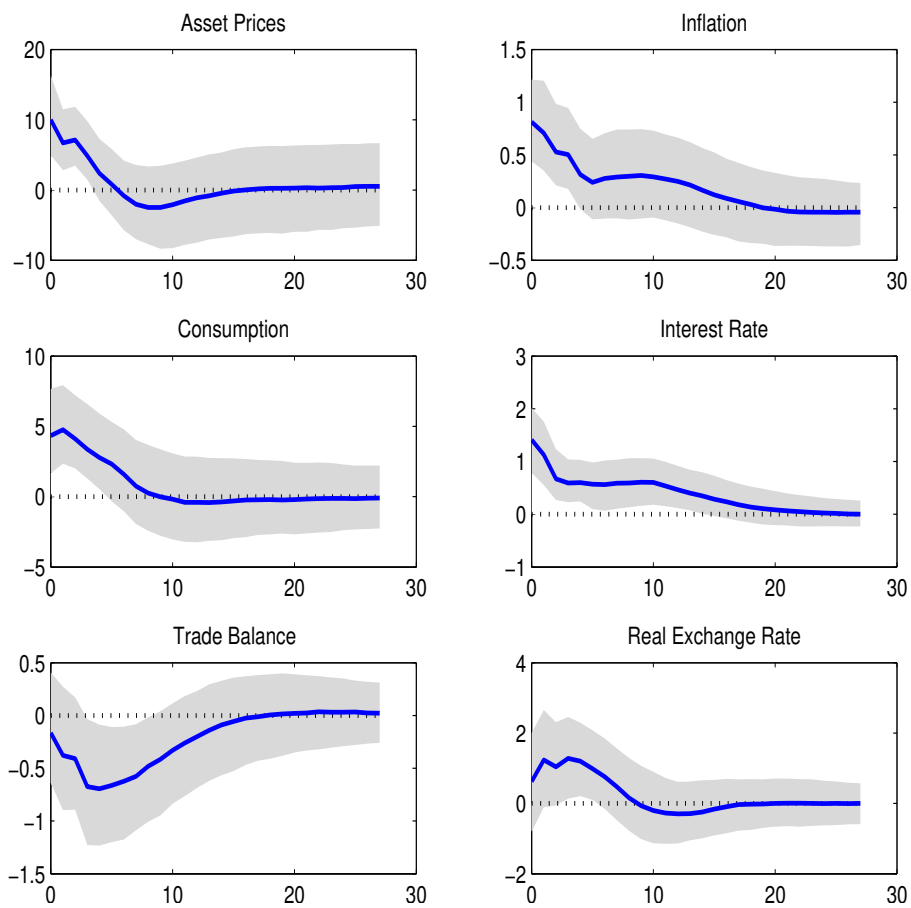 Asset Prices
20
10
0
−10
0 10 20 30
Inflation
1.5
1
0.5
0
−0.5
0 10 20 30
Consumption
10
5
0
−5
0 10 20 30
Interest Rate
3
2
1
0
−1
0 10 20 30
Trade Balance
0.5
0
−0.5
−1
−1.5
0 10 20 30
Real Exchange Rate
4
2
0
−2
0 10 20 30